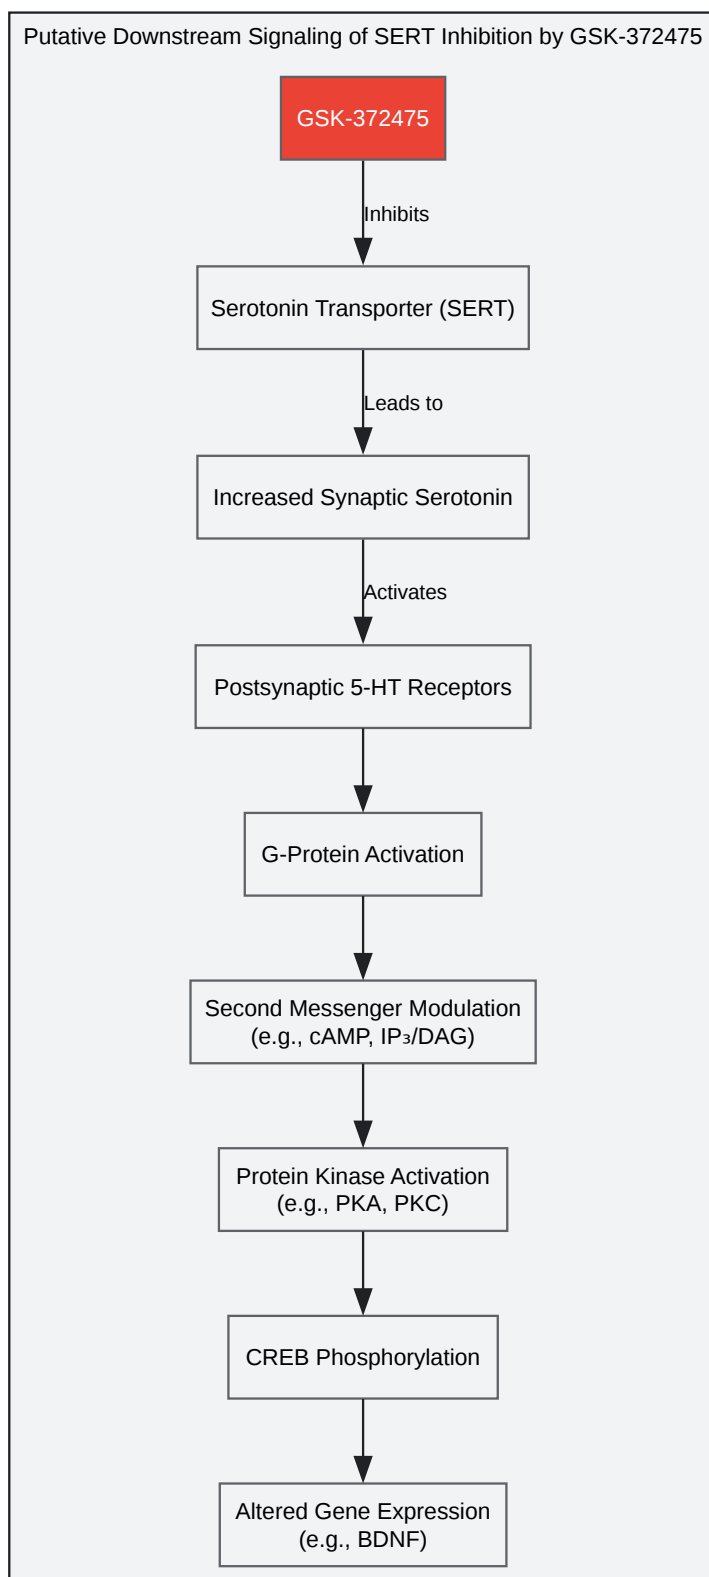 Putative Downstream Signaling of SERT Inhibition by GSK-372475
GSK-372475
Inhibits
Serotonin Transporter (SERT)
Leads to
Increased Synaptic Serotonin
Activates
Postsynaptic 5-HT Receptors
G-Protein Activation
Second Messenger Modulation
(e.g., cAMP, IP₃/DAG)
Protein Kinase Activation
(e.g., PKA, PKC)
CREB Phosphorylation
Altered Gene Expression
(e.g., BDNF)